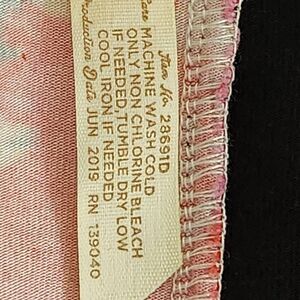 Item No. 28691D
Care MACHINE WASH COLD
ONLY NON CHLORINE BLEACH
IF NEEDED, TUMBLE DRY LOW
COOL IRON IF NEEDED
Production Date JUN 2019 RN 139040